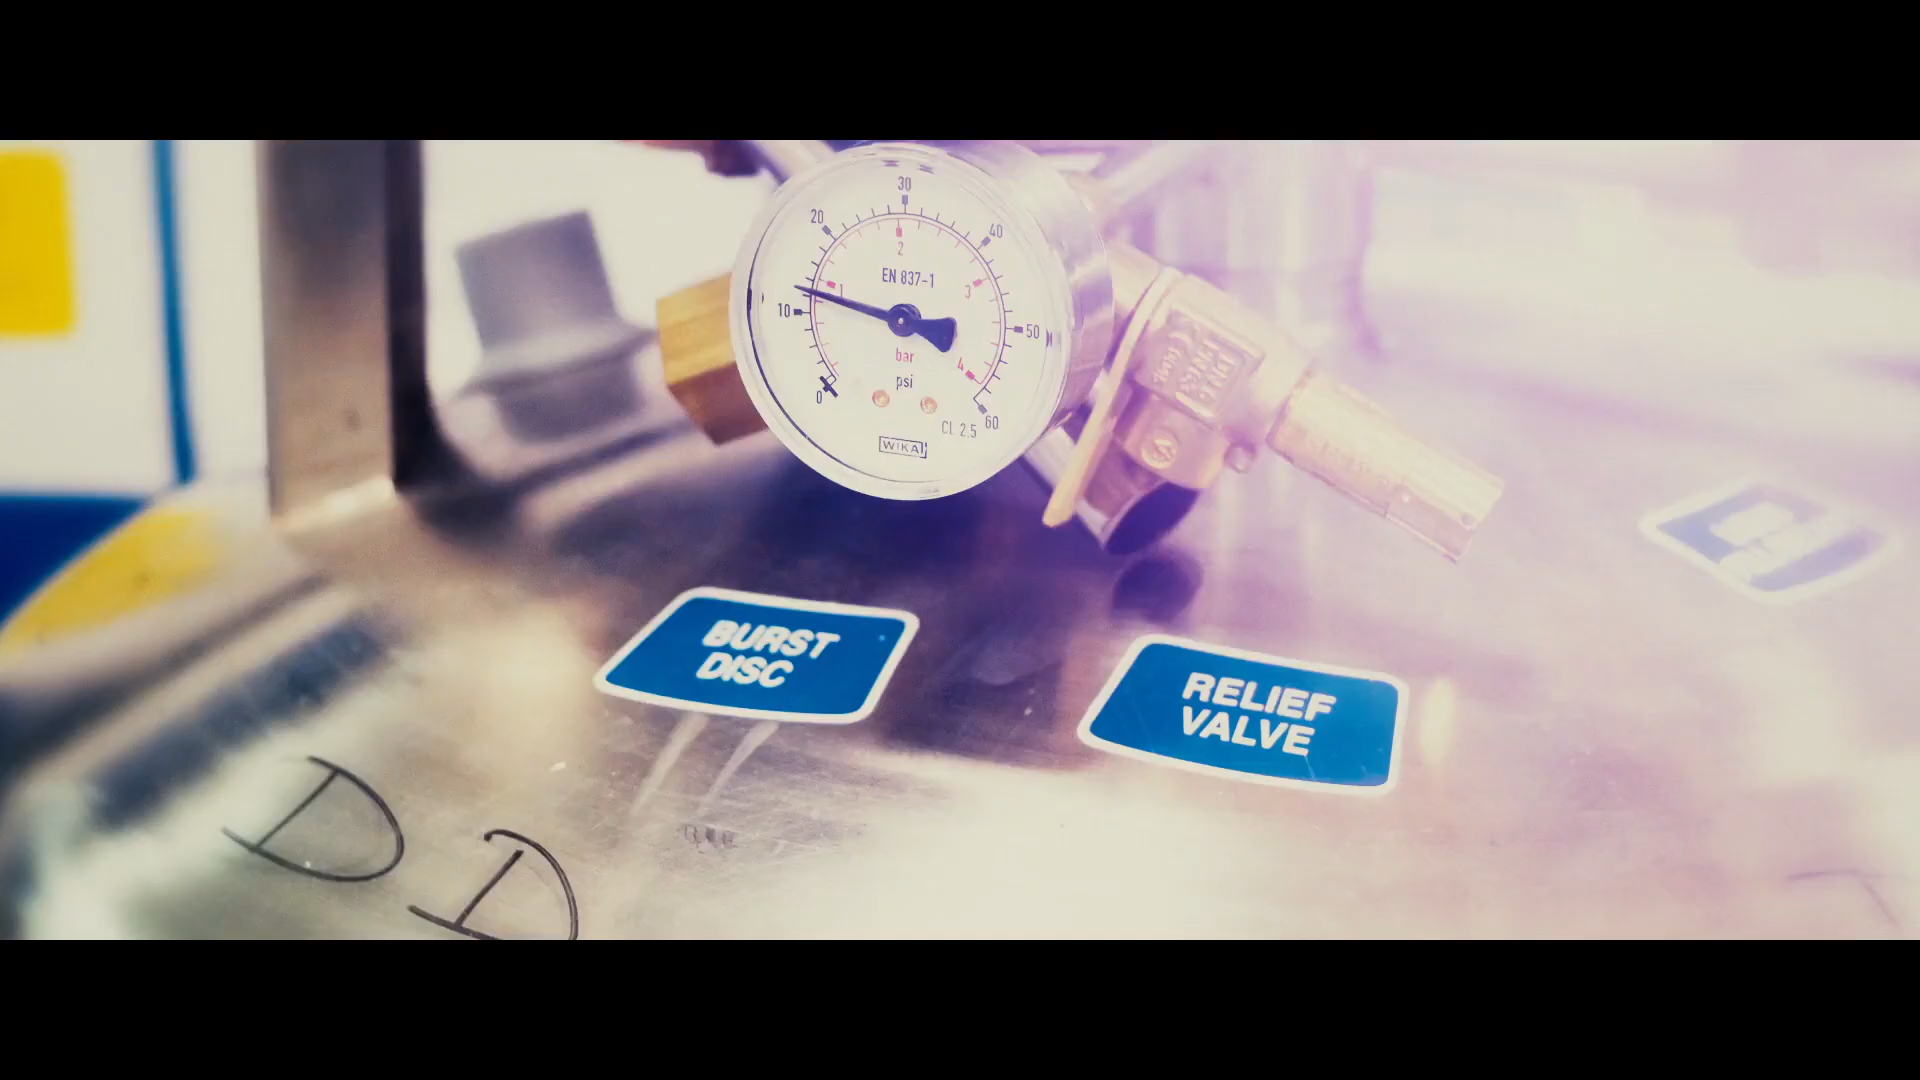 30
20
40
2
EN 837-1
1
3
10
50
bar
4
psi
0
60
CL 2.5
WIKA
BURST
DISC
RELIEF
VALVE
D
D